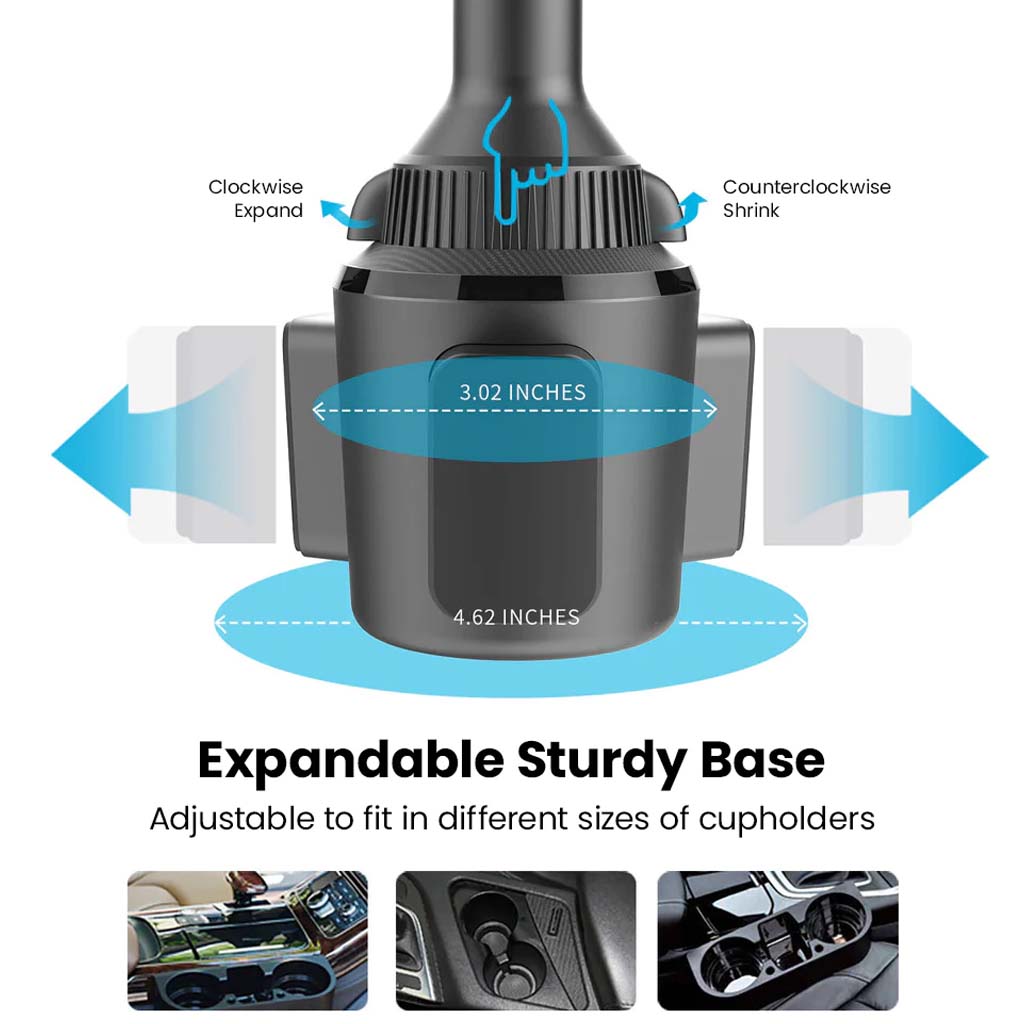 Clockwise
Expand
Counterclockwise
Shrink
3.02 INCHES
4.62 INCHES
Expandable Sturdy Base
Adjustable to fit in different sizes of cupholders